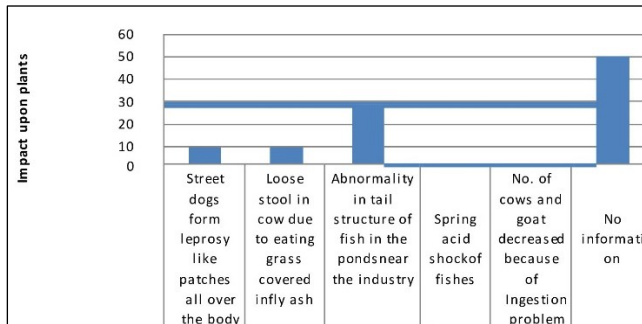 Impact upon plants
60
50
40
30
20
10
0
Street
dogs
form
leprosy
like
patches
all over
the body
Loose
stool in
cow due
to eating
grass
covered
infly ash
Abnormality
in tail
structure of
fish in the
pondsnear
the industry
Spring
acid
shockof
fishes
No. of
cows and
goat
decreased
because
of
Ingestion
problem
No
informati
on